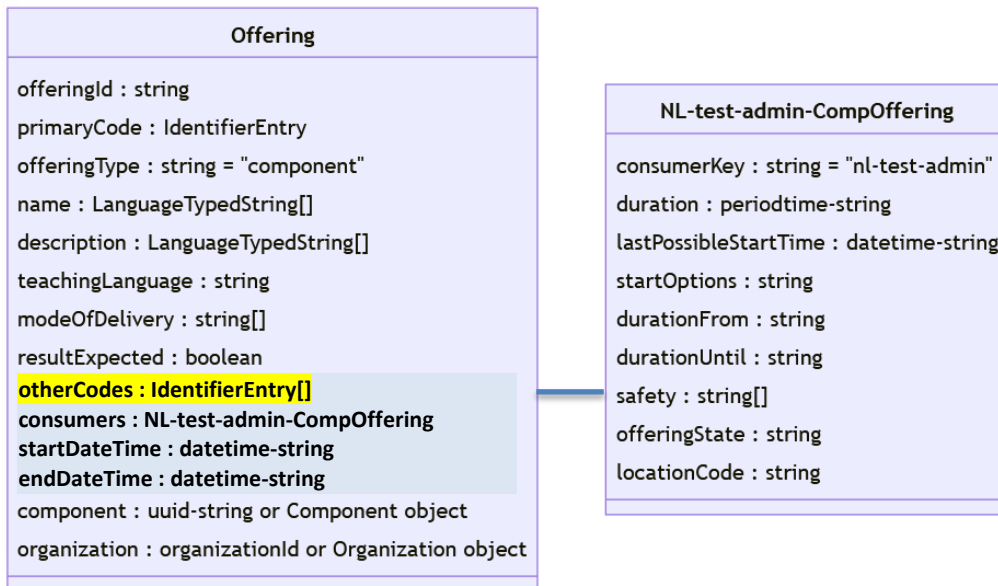 Offering
offeringId : string
primaryCode : IdentifierEntry
offeringType : string = "component"
name : LanguageTypedString[]
description : LanguageTypedString[]
teachingLanguage : string
modeOfDelivery : string[]
resultExpected : boolean
otherCodes : IdentifierEntry[]
consumers : NL-test-admin-CompOffering
startDateTime : datetime-string
endDateTime : datetime-string
component : uuid-string or Component object
organization : organizationId or Organization object
NL-test-admin-CompOffering
consumerKey : string = "nl-test-admin"
duration : periodtime-string
lastPossibleStartTime : datetime-string
startOptions : string
durationFrom : string
durationUntil : string
safety : string[]
offeringState : string
locationCode : string